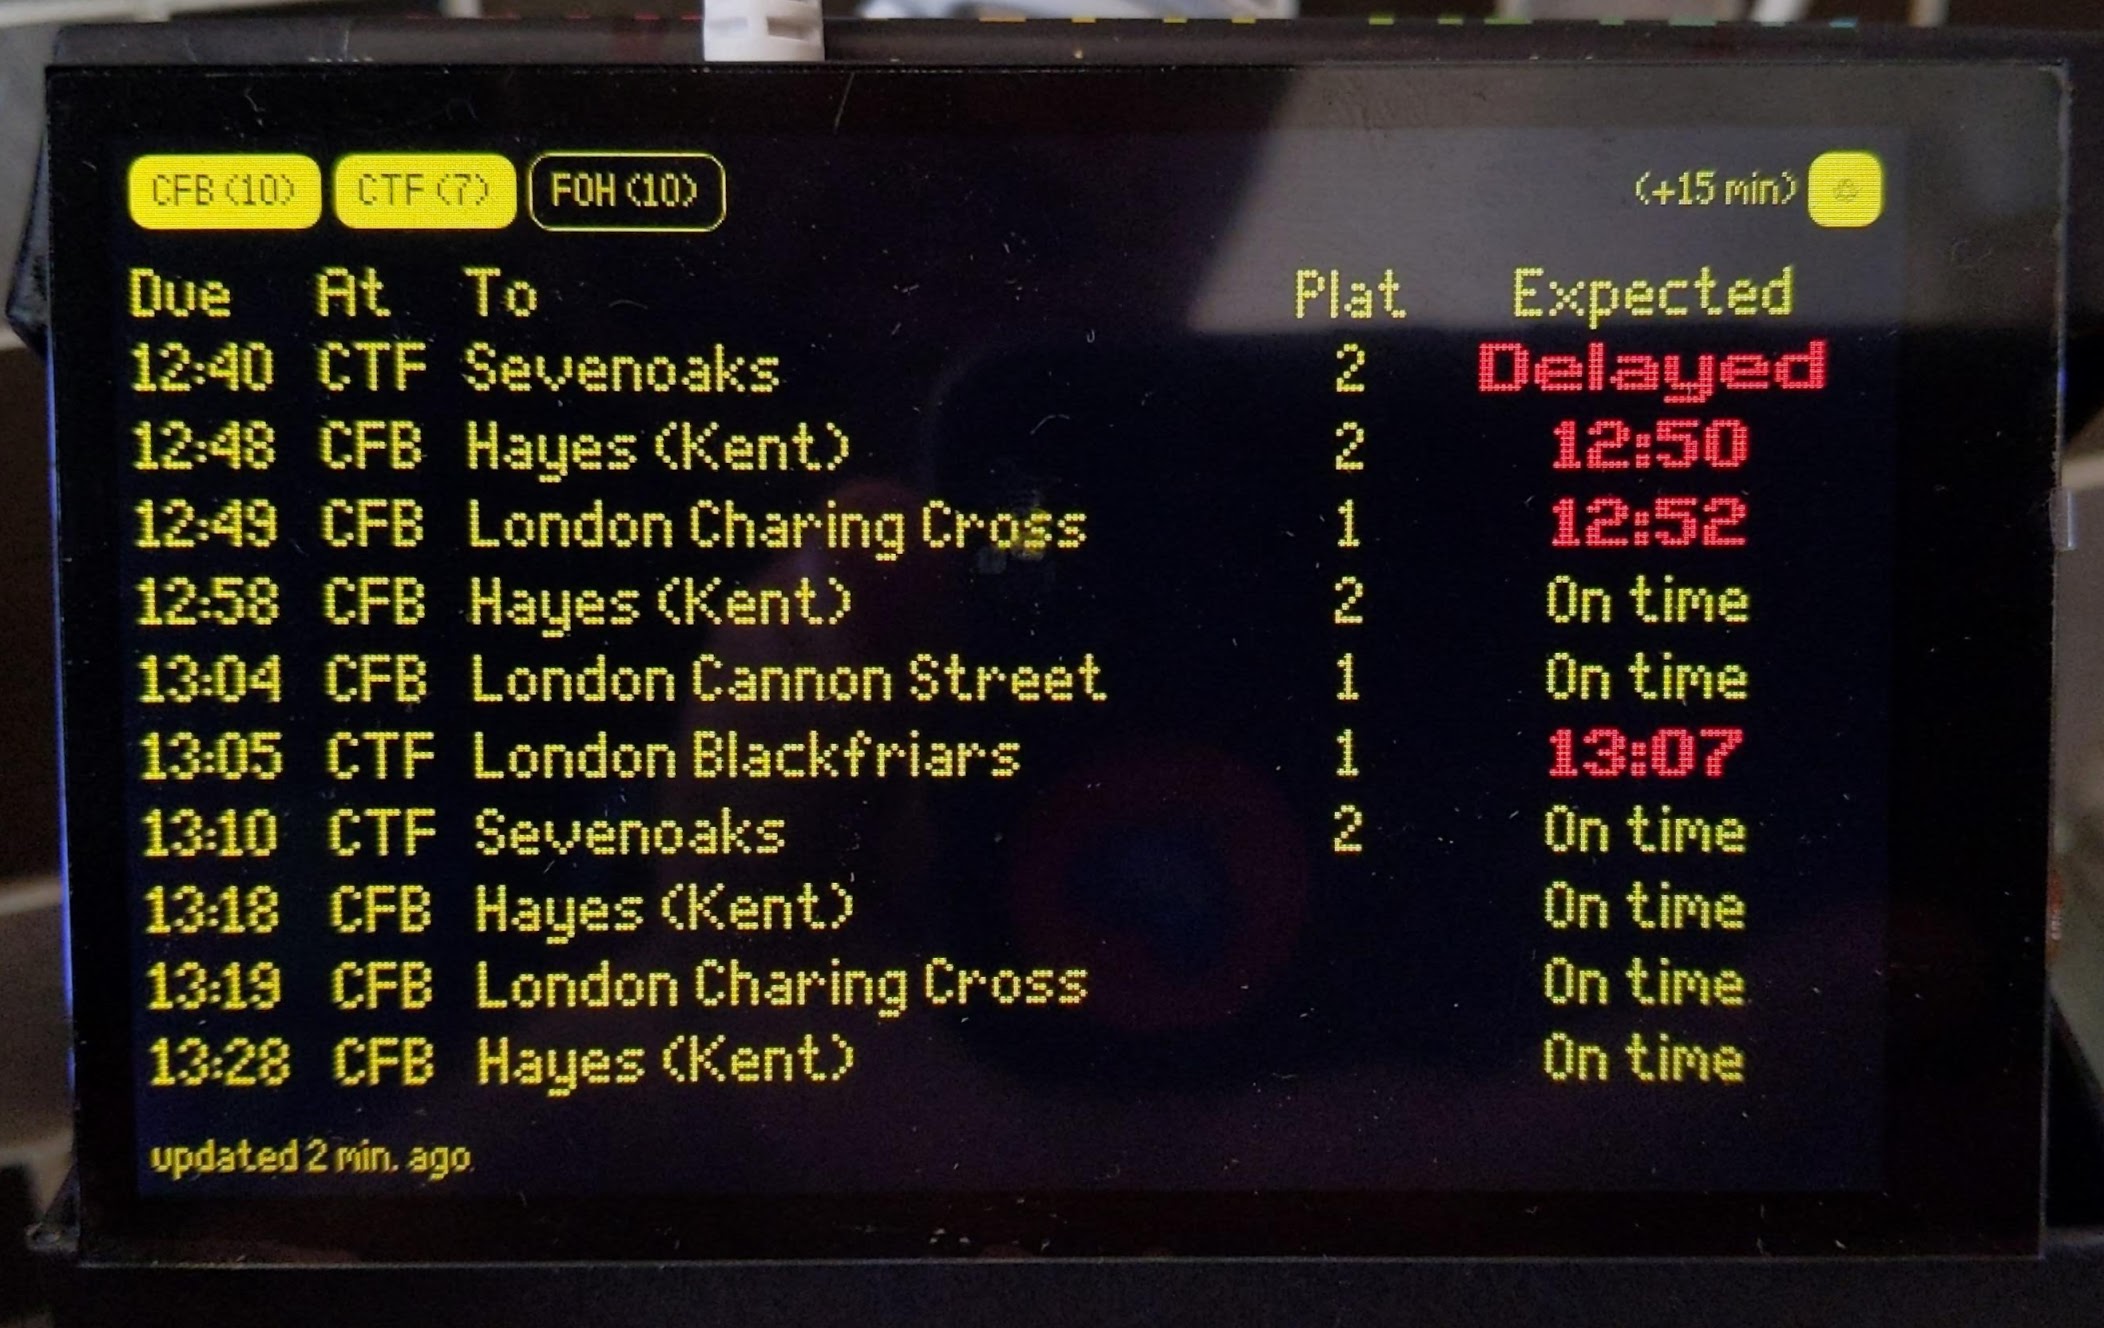 CFB (10) CTF (7) FOH (10) (+15 min)
Due At To Plat Expected
12:40 CTF Sevenoaks 2 Delayed
12:48 CFB Hayes (Kent) 2 12:50
12:49 CFB London Charing Cross 1 12:52
12:58 CFB Hayes (Kent) 2 On time
13:04 CFB London Cannon Street 1 On time
13:05 CTF London Blackfriars 1 13:07
13:10 CTF Sevenoaks 2 On time
13:18 CFB Hayes (Kent) On time
13:19 CFB London Charing Cross On time
13:28 CFB Hayes (Kent) On time
updated 2 min. ago